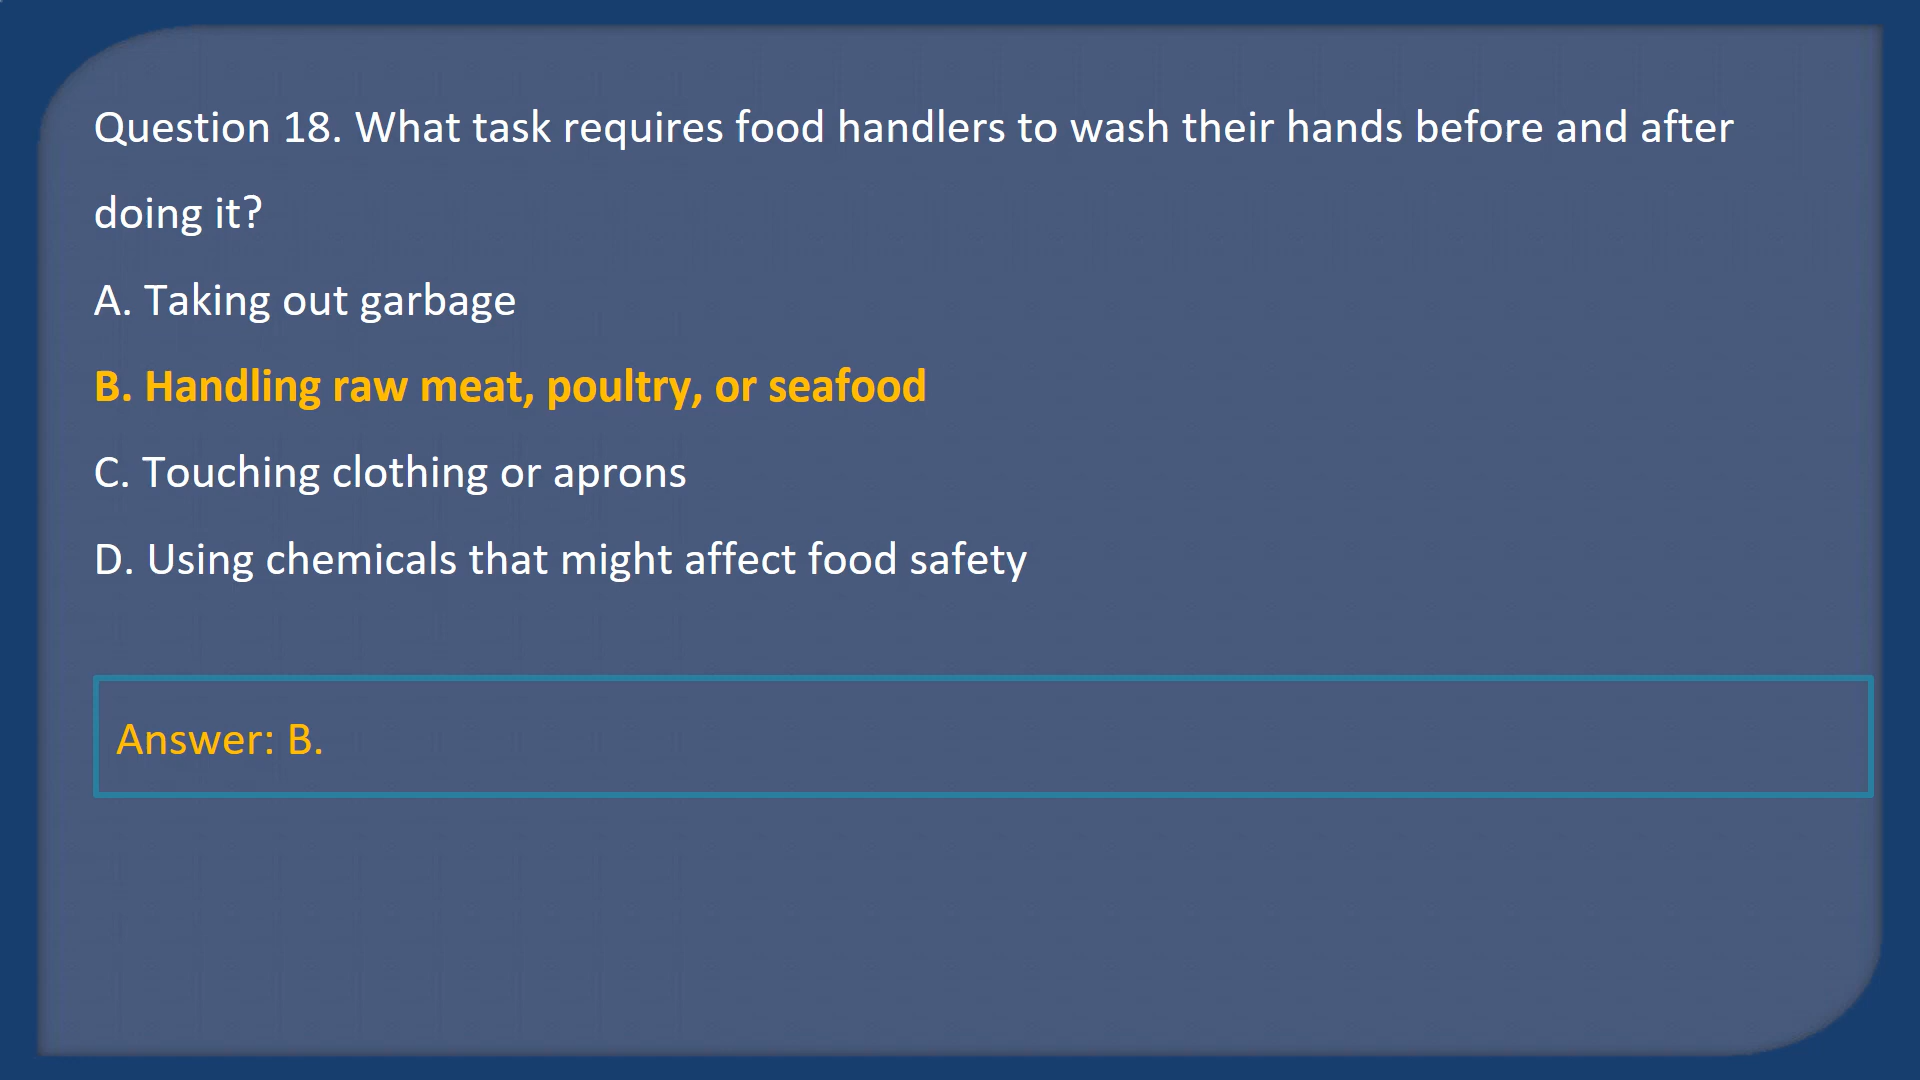 Question 18. What task requires food handlers to wash their hands before and after
doing it?
A. Taking out garbage
B. Handling raw meat, poultry, or seafood
C. Touching clothing or aprons
D. Using chemicals that might affect food safety
Answer: B.